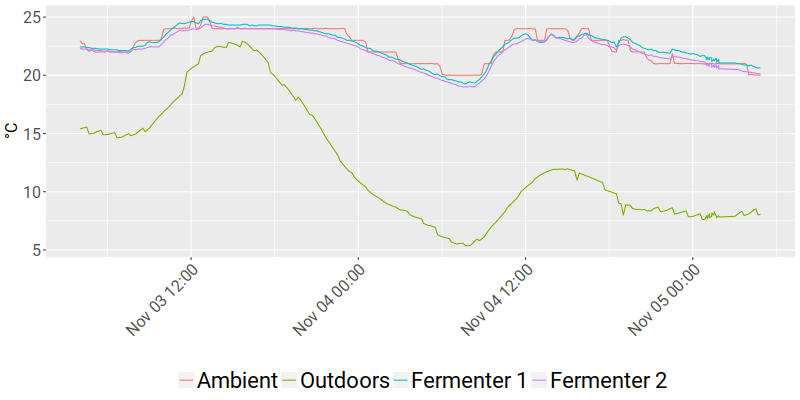 25
20
15
10
5
°C
Nov 03 12:00
Nov 04 00:00
Nov 04 12:00
Nov 05 00:00
Ambient Outdoors Fermenter 1 Fermenter 2